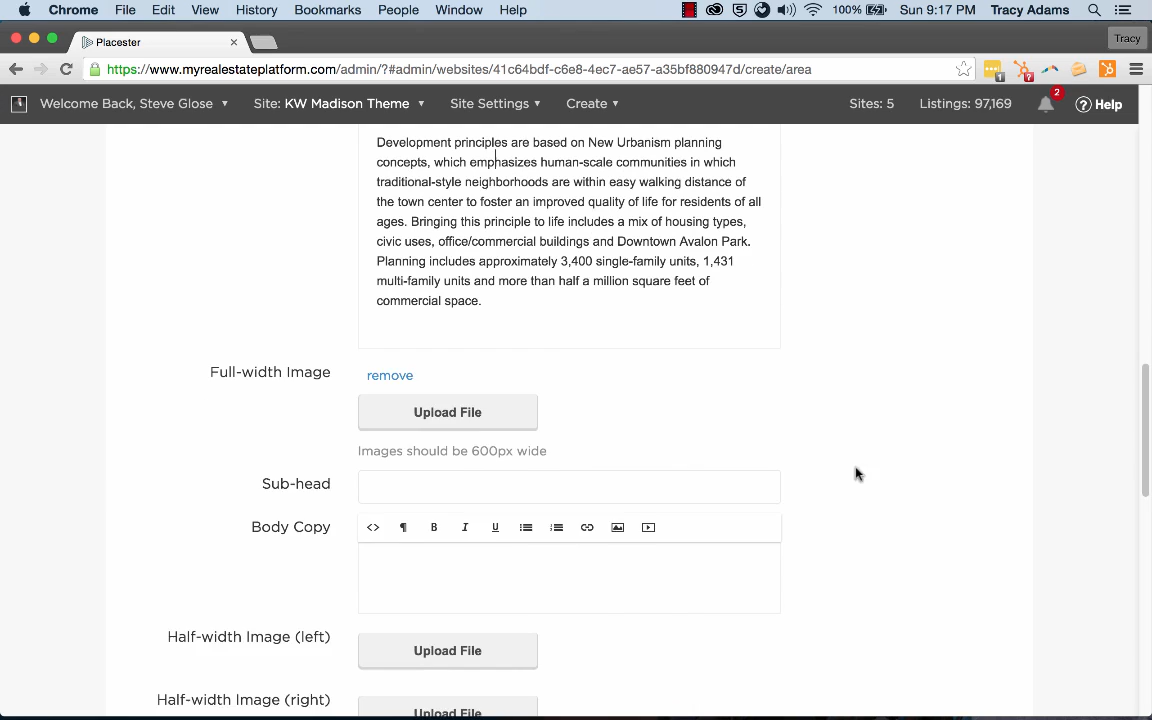 Chrome File Edit View History Bookmarks People Window Help 100% Sun 9:17 PM Tracy Adams
Placester Tracy
https://www.myrealestateplatform.com/admin/?#admin/websites/41c64bdf-c6e8-4ec7-ae57-a35bf880947d/create/area
Welcome Back, Steve Glose Site: KW Madison Theme Site Settings Create Sites: 5 Listings: 97,169 2 Help
Development principles are based on New Urbanism planning
concepts, which emphasizes human-scale communities in which
traditional-style neighborhoods are within easy walking distance of
the town center to foster an improved quality of life for residents of all
ages. Bringing this principle to life includes a mix of housing types,
civic uses, office/commercial buildings and Downtown Avalon Park.
Planning includes approximately 3,400 single-family units, 1,431
multi-family units and more than half a million square feet of
commercial space.
Full-width Image remove
Upload File
Images should be 600px wide
Sub-head
Body Copy <> ¶ B I U
Half-width Image (left) Upload File
Half-width Image (right) Upload File